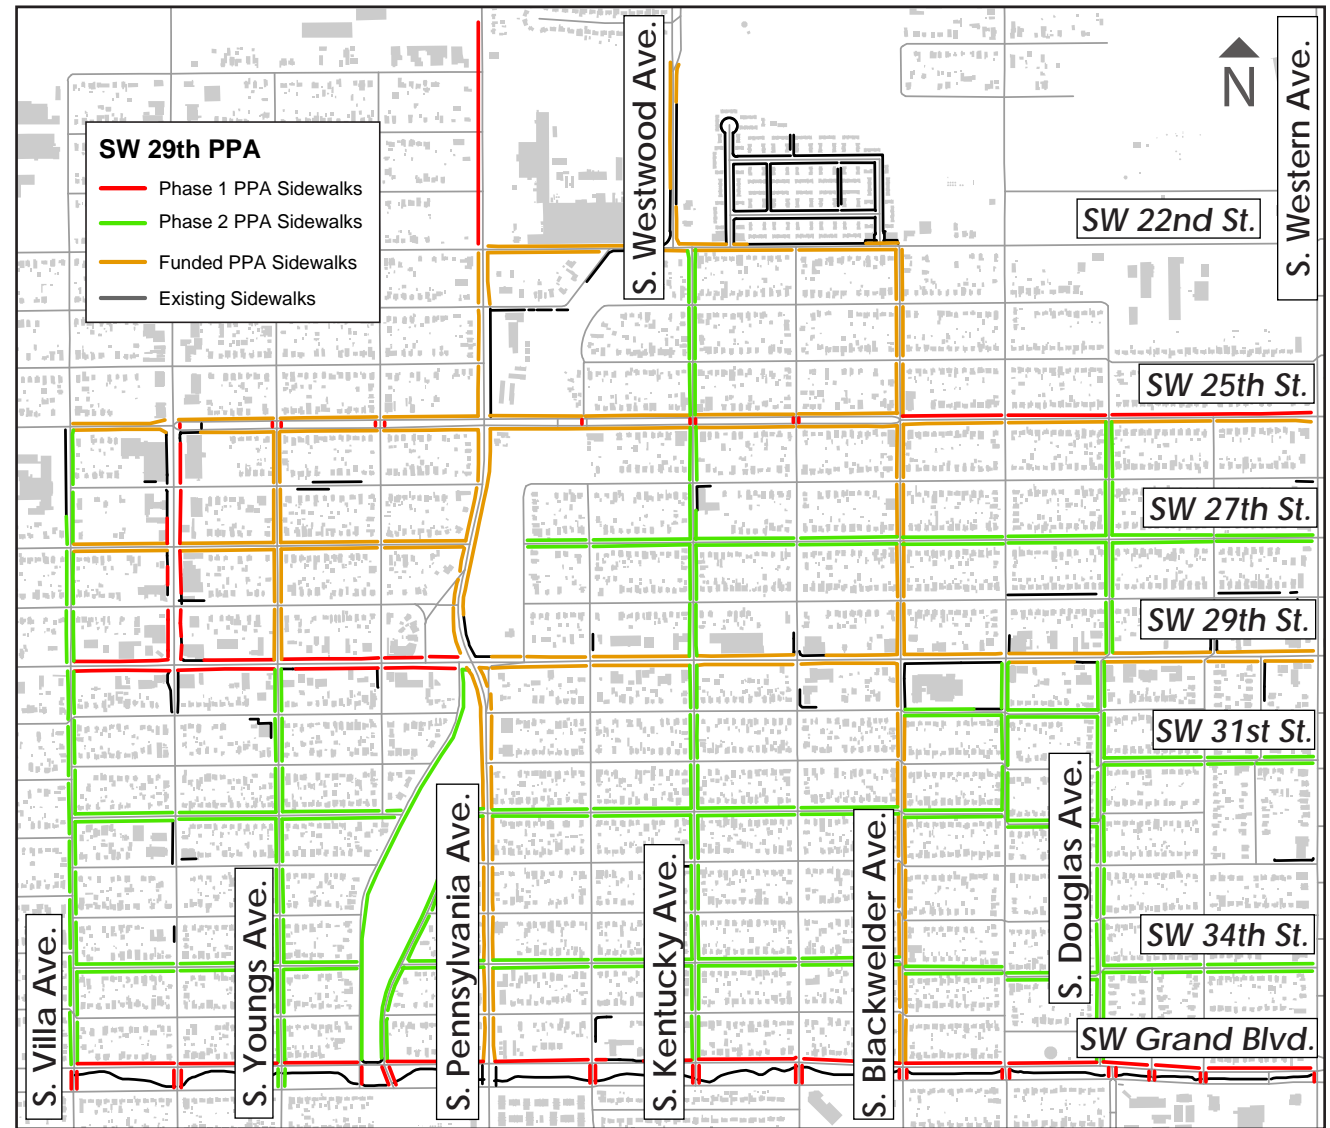 SW 29th PPA
Phase 1 PPA Sidewalks
Phase 2 PPA Sidewalks
Funded PPA Sidewalks
Existing Sidewalks
S. Westwood Ave.
N
S. Western Ave.
SW 22nd St.
SW 25th St.
SW 27th St.
SW 29th St.
SW 31st St.
SW 34th St.
SW Grand Blvd.
S. Villa Ave.
S. Youngs Ave.
S. Pennsylvania Ave.
S. Kentucky Ave.
S. Blackwelder Ave.
S. Douglas Ave.